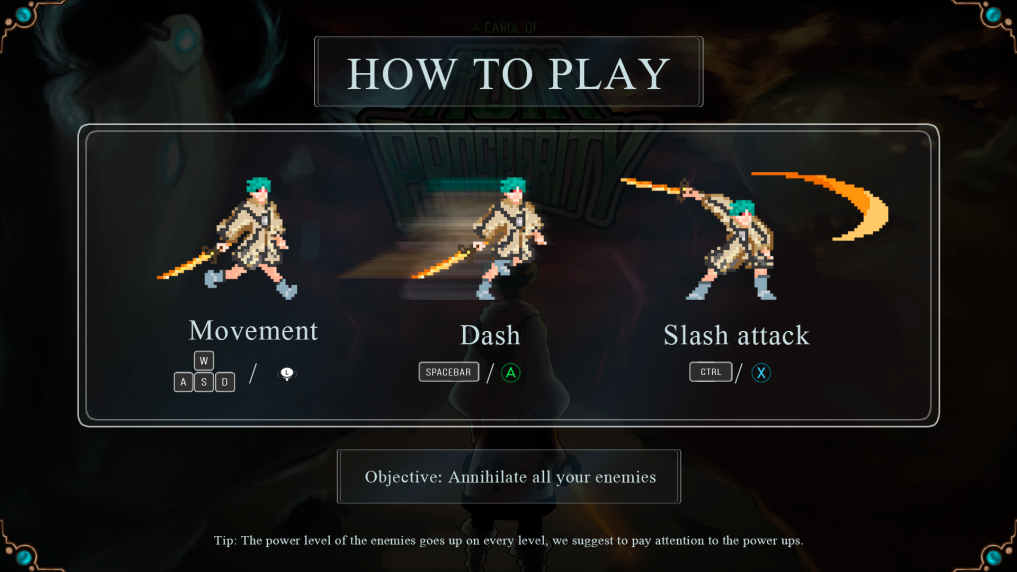 A CAROL OF
HOW TO PLAY
Movement
Dash
Slash attack
W
A S D / L
SPACEBAR / A
CTRL / X
Objective: Annihilate all your enemies
Tip: The power level of the enemies goes up on every level, we suggest to pay attention to the power ups.